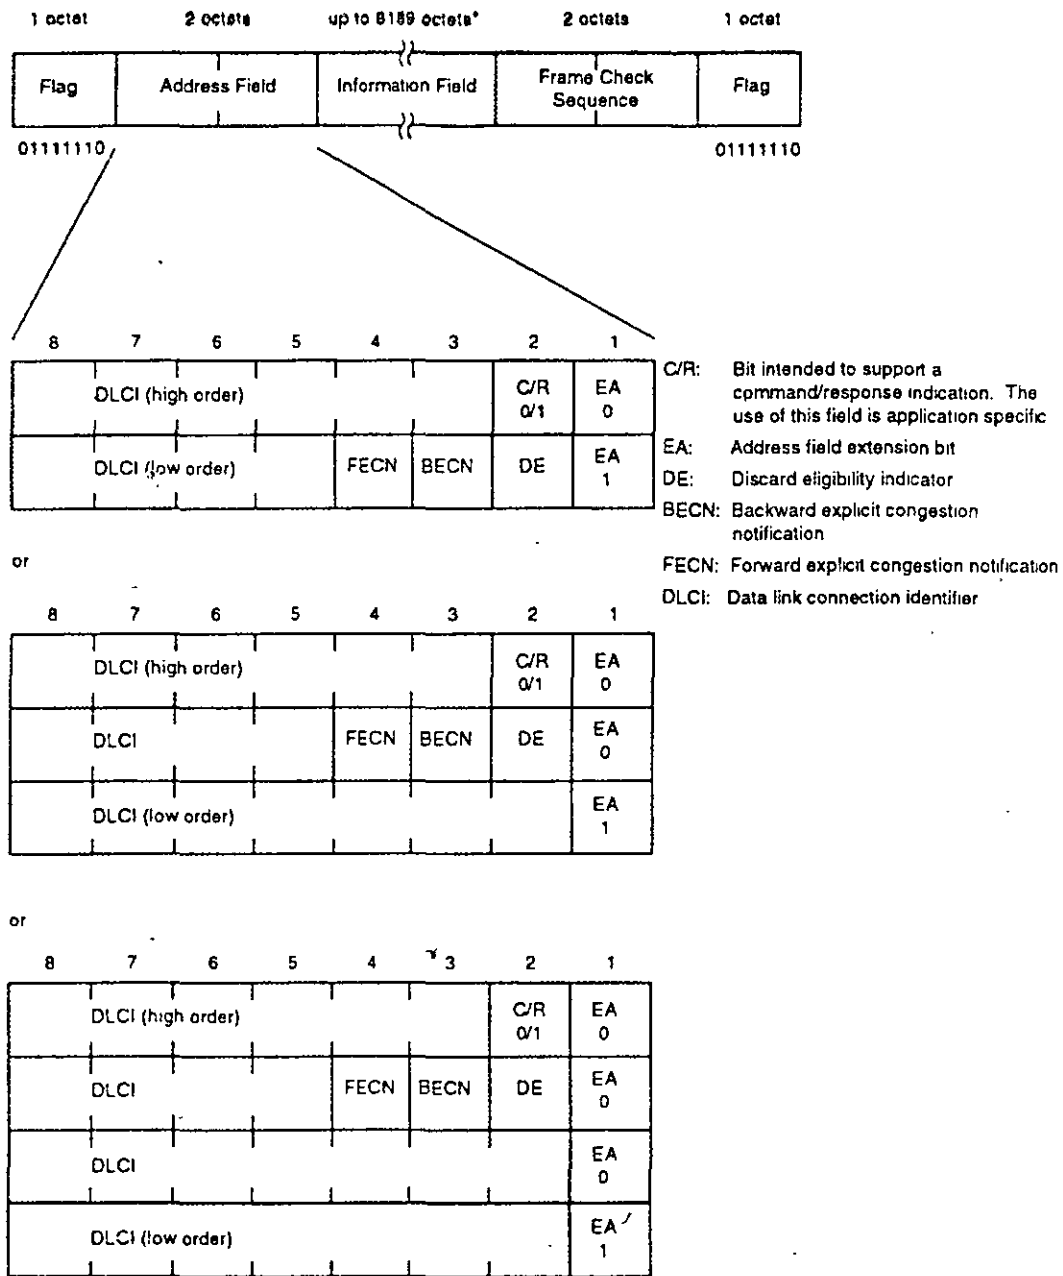 1 octet 2 octets up to 8189 octets* 2 octets 1 octet
Flag Address Field Information Field Frame Check Sequence Flag
01111110 01111110
8 7 6 5 4 3 2 1
DLCI (high order) C/R 0/1 EA 0
DLCI (low order) FECN BECN DE EA 1
C/R: Bit intended to support a
command/response indication. The
use of this field is application specific
EA: Address field extension bit
DE: Discard eligibility indicator
BECN: Backward explicit congestion
notification
FECN: Forward explicit congestion notification
DLCI: Data link connection identifier
or
8 7 6 5 4 3 2 1
DLCI (high order) C/R 0/1 EA 0
DLCI FECN BECN DE EA 0
DLCI (low order) EA 1
or
8 7 6 5 4 3 2 1
DLCI (high order) C/R 0/1 EA 0
DLCI FECN BECN DE EA 0
DLCI EA 0
DLCI (low order) EA 1